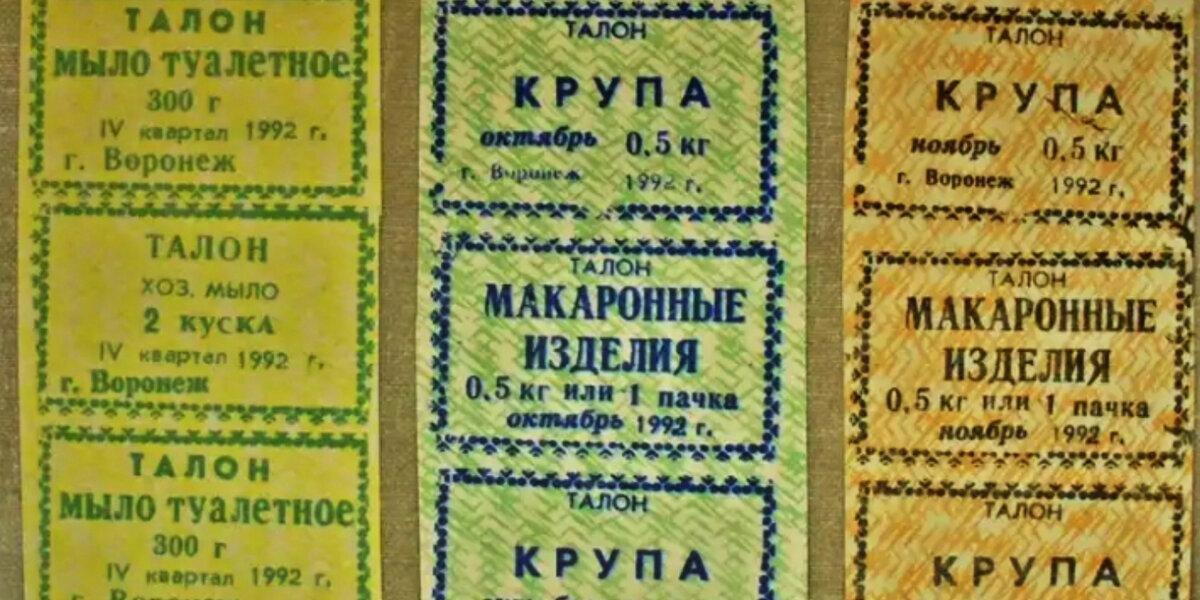 ТАЛОН
МЫЛО ТУАЛЕТНОЕ
300 г
IV квартал 1992 г.
г. Воронеж
ТАЛОН
ХОЗ. МЫЛО
2 куска
IV квартал 1992 г.
г. Воронеж
ТАЛОН
МЫЛО ТУАЛЕТНОЕ
300 г
IV квартал 1992 г.
г. Воронеж
ТАЛОН
КРУПА
октябрь 0,5 кг
г. Воронеж 1992 г.
ТАЛОН
МАКАРОННЫЕ
ИЗДЕЛИЯ
0,5 кг или 1 пачка
октябрь 1992 г.
ТАЛОН
КРУПА
ТАЛОН
КРУПА
ноябрь 0,5 кг
г. Воронеж 1992 г.
ТАЛОН
МАКАРОННЫЕ
ИЗДЕЛИЯ
0,5 кг или 1 пачка
ноябрь 1992 г.
ТАЛОН
КРУПА